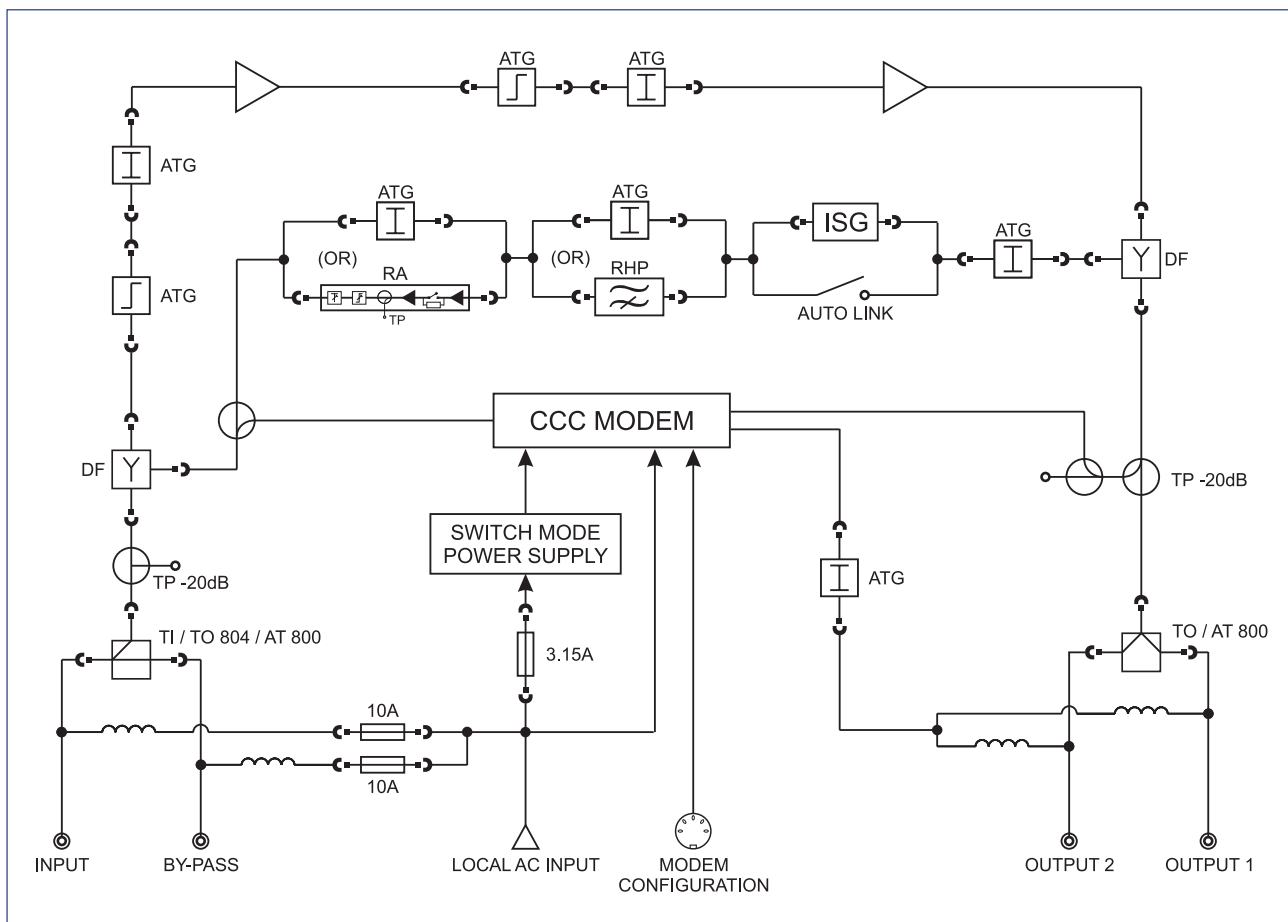 ATG
ATG
ATG
ATG
ATG
ISG
(OR)
(OR)
ATG
RA
RHP
DF
TP
AUTO LINK
ATG
CCC MODEM
DF
TP -20dB
SWITCH MODE
POWER SUPPLY
TP -20dB
ATG
TI / TO 804 / AT 800
TO / AT 800
3.15A
10A
10A
INPUT
BY-PASS
LOCAL AC INPUT
MODEM
CONFIGURATION
OUTPUT 2
OUTPUT 1